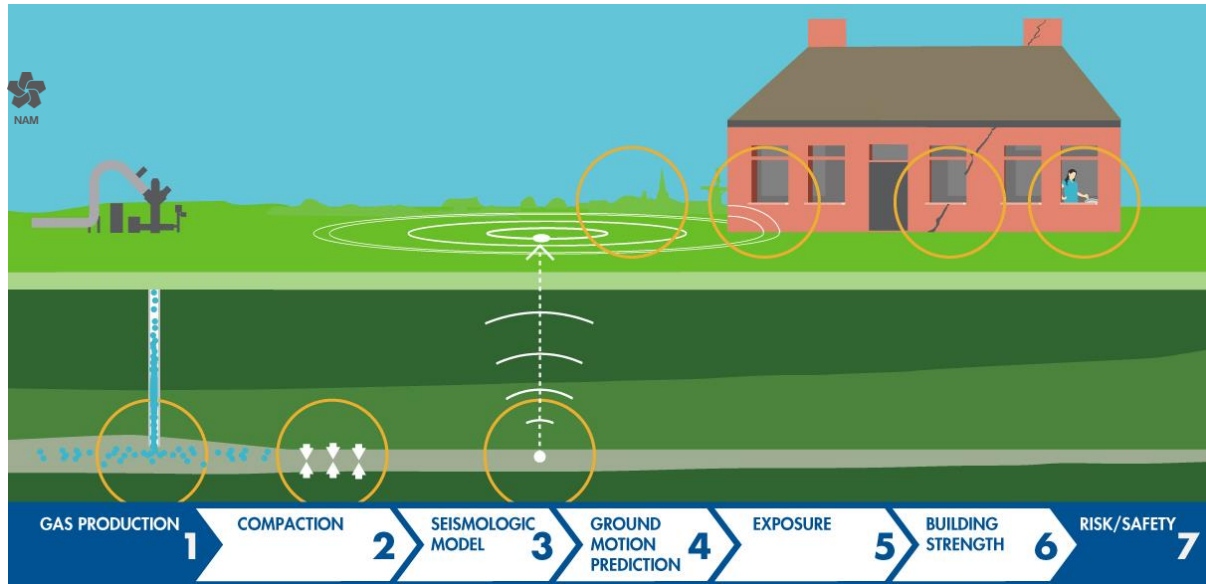 NAM
GAS PRODUCTION
1
COMPACTION
2
SEISMOLOGIC
MODEL
3
GROUND
MOTION
PREDICTION
4
EXPOSURE
5
BUILDING
STRENGTH
6
RISK/SAFETY
7